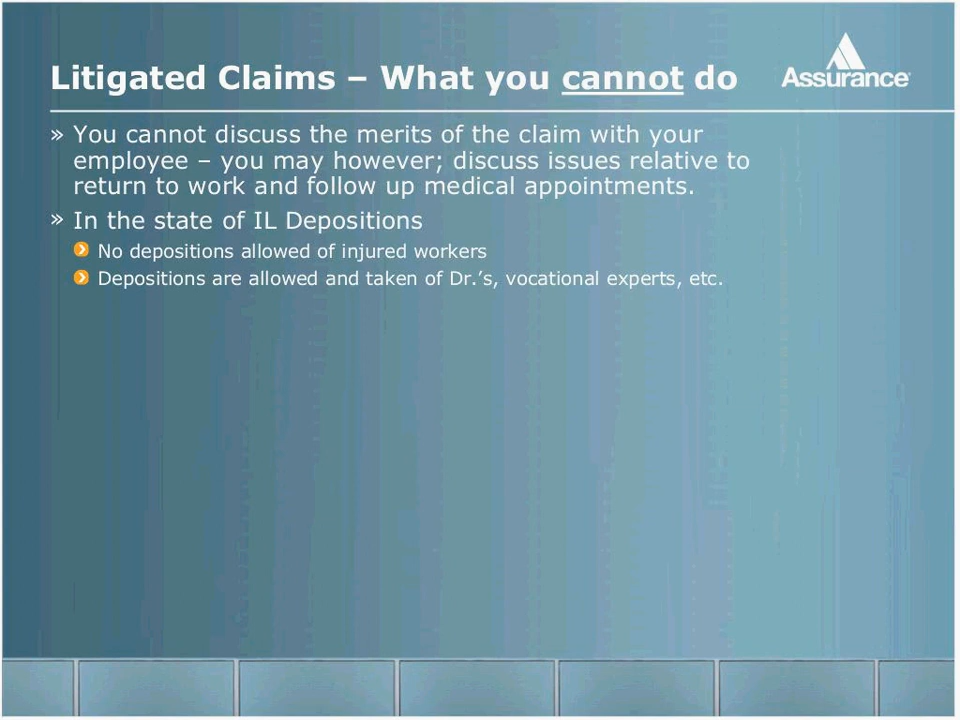 Litigated Claims – What you cannot do
Assurance
» You cannot discuss the merits of the claim with your
employee – you may however; discuss issues relative to
return to work and follow up medical appointments.
» In the state of IL Depositions
No depositions allowed of injured workers
Depositions are allowed and taken of Dr.’s, vocational experts, etc.